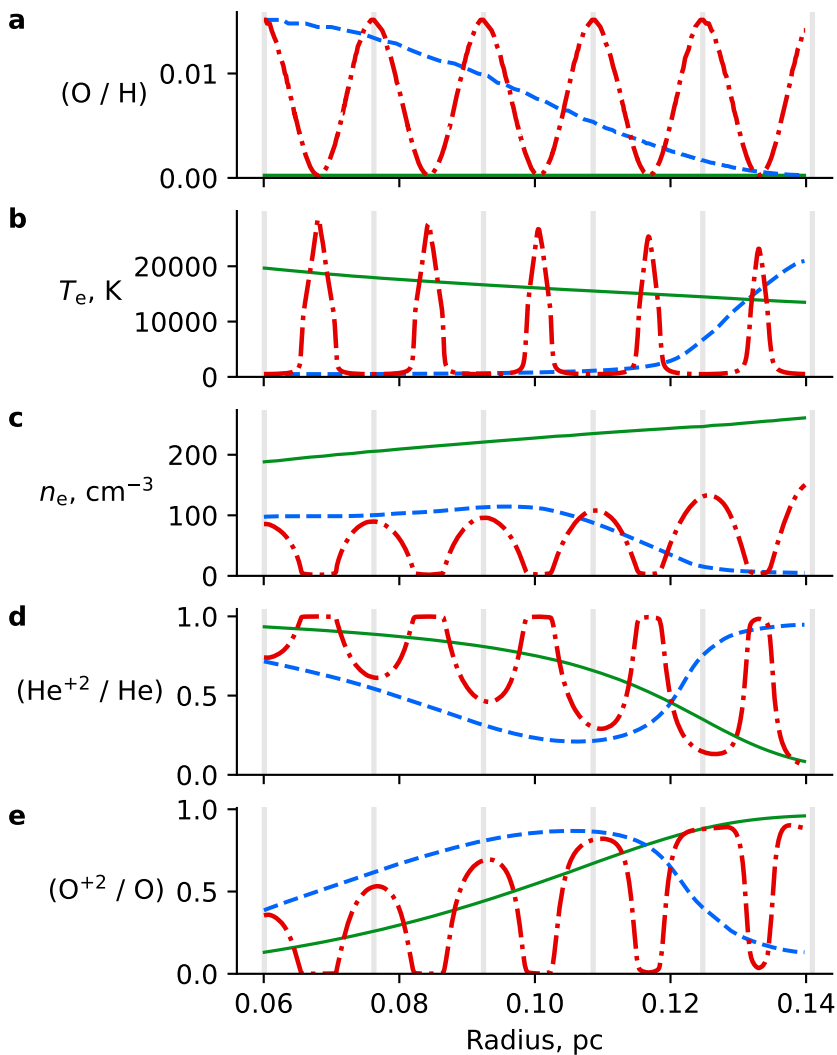 a
(O / H)
0.01
0.00
b
Tₑ, K
20000
10000
0
c
nₑ, cm⁻³
200
100
0
d
(He⁺² / He)
1.0
0.5
0.0
e
(O⁺² / O)
1.0
0.5
0.0
0.06 0.08 0.10 0.12 0.14
Radius, pc